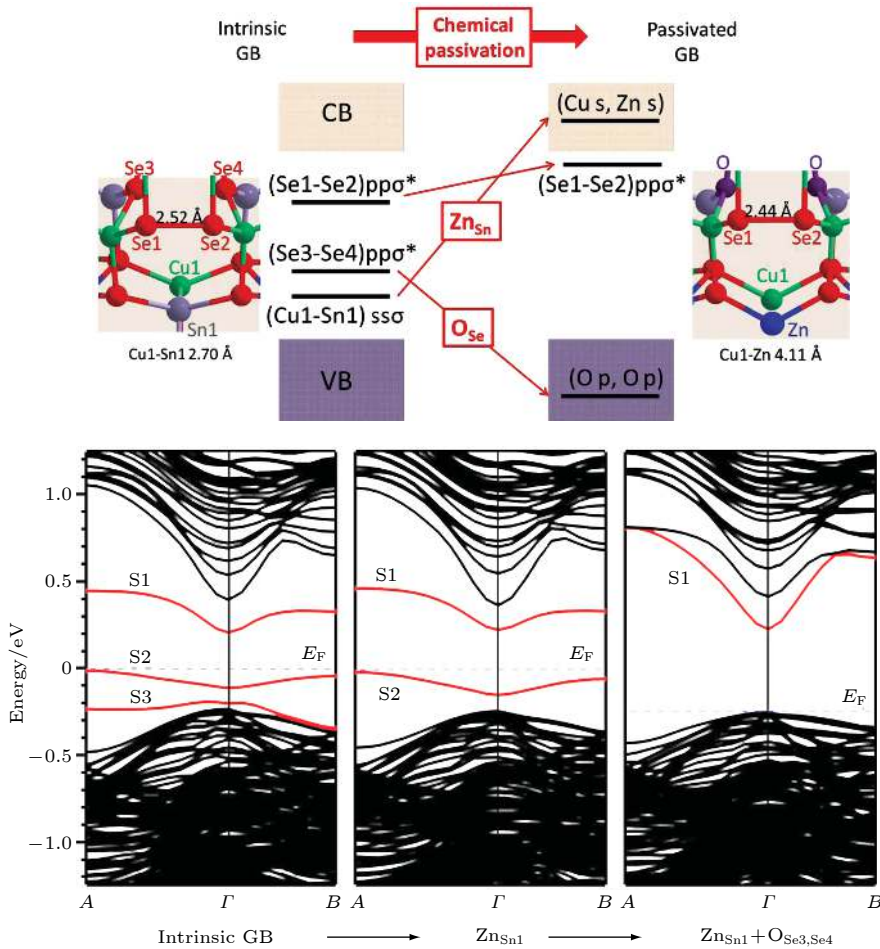 Intrinsic
GB
Chemical
passivation
Passivated
GB
CB
(Cu s, Zn s)
Se3
Se4
(Se1-Se2)ppσ*
(Se1-Se2)ppσ*
O
O
2.52 Å
Se1
Se2
ZnSn
2.44 Å
Se1
Se2
Cu1
(Se3-Se4)ppσ*
Cu1
Sn1
(Cu1-Sn1) ssσ
OSe
Zn
Cu1-Sn1 2.70 Å
VB
(O p, O p)
Cu1-Zn 4.11 Å
Energy/eV
1.0
0.5
0
−0.5
−1.0
S1
S2
S3
EF
A
Γ
B
S1
S2
EF
A
Γ
B
S1
EF
A
Γ
B
Intrinsic GB
ZnSn1
ZnSn1+OSe3,Se4